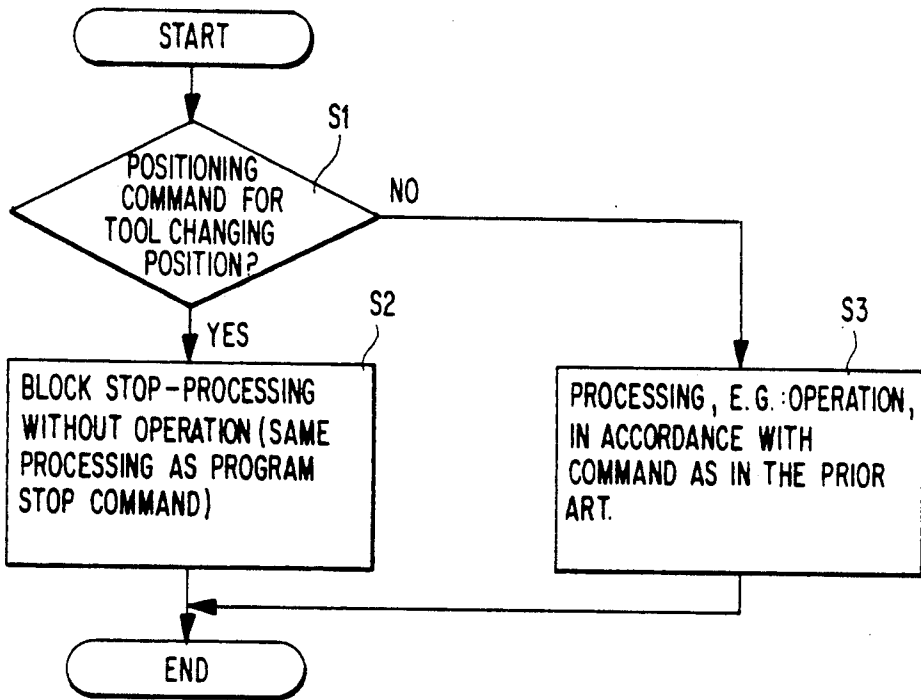 START
S1
POSITIONING
COMMAND FOR
TOOL CHANGING
POSITION?
NO
YES
S2
BLOCK STOP-PROCESSING
WITHOUT OPERATION (SAME
PROCESSING AS PROGRAM
STOP COMMAND)
S3
PROCESSING, E.G.:OPERATION,
IN ACCORDANCE WITH
COMMAND AS IN THE PRIOR
ART.
END